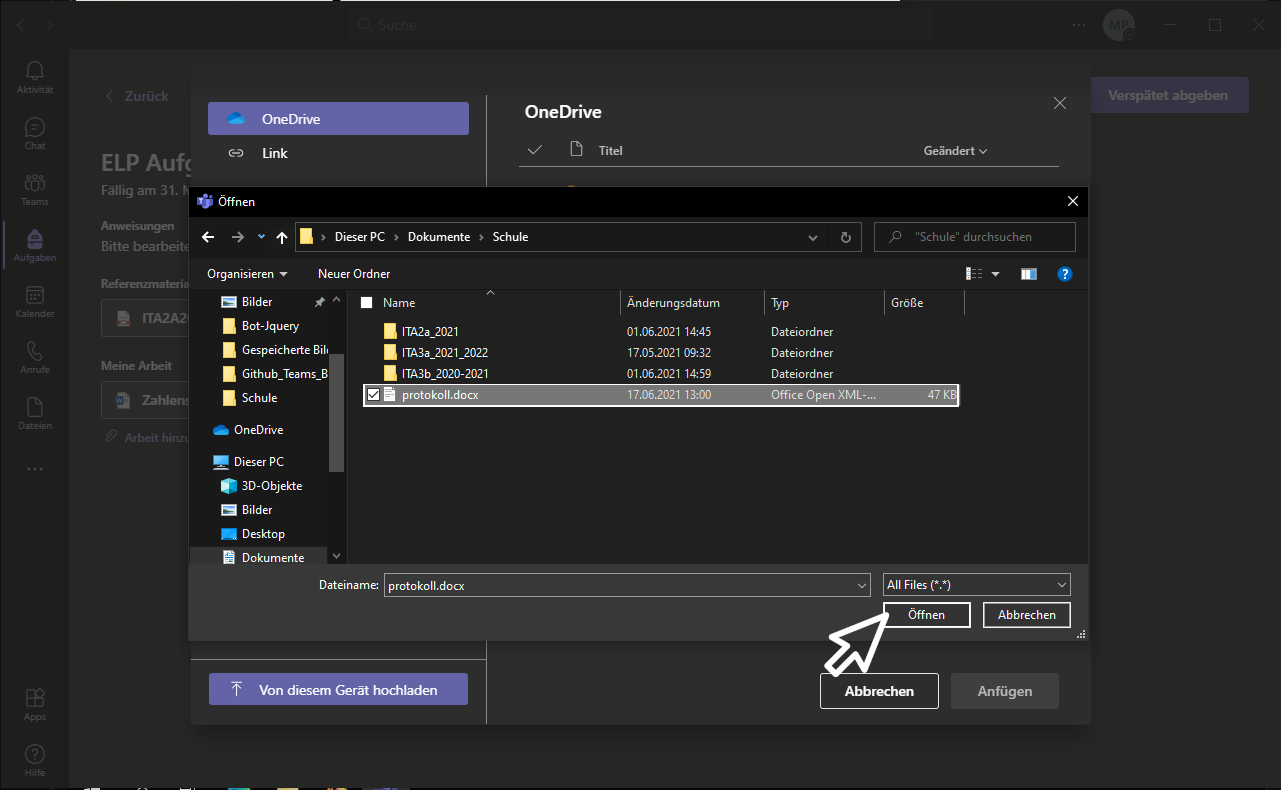 Suche
MP
Aktivität
Chat
Teams
Aufgaben
Kalender
Anrufe
Dateien
Apps
Hilfe
Zurück
Verspätet abgeben
ELP Aufg
Fällig am 31.
Anweisungen
Bitte bearbeite
Referenzmateria
ITA2A20
Meine Arbeit
Zahlens
Arbeit hinzu
OneDrive
Link
OneDrive
Titel
Geändert
Öffnen
Dieser PC
Dokumente
Schule
"Schule" durchsuchen
Organisieren
Neuer Ordner
Bilder
Bot-Jquery
Gespeicherte Bil
Github_Teams_B
Schule
OneDrive
Dieser PC
3D-Objekte
Bilder
Desktop
Dokumente
Name Änderungsdatum Typ Größe
ITA2a_2021 01.06.2021 14:45 Dateiordner
ITA3a_2021_2022 17.05.2021 09:32 Dateiordner
ITA3b_2020-2021 01.06.2021 14:59 Dateiordner
protokoll.docx 17.06.2021 13:00 Office Open XML-... 47 KB
Dateiname: protokoll.docx
All Files (*.*)
Öffnen
Abbrechen
Von diesem Gerät hochladen
Abbrechen
Anfügen